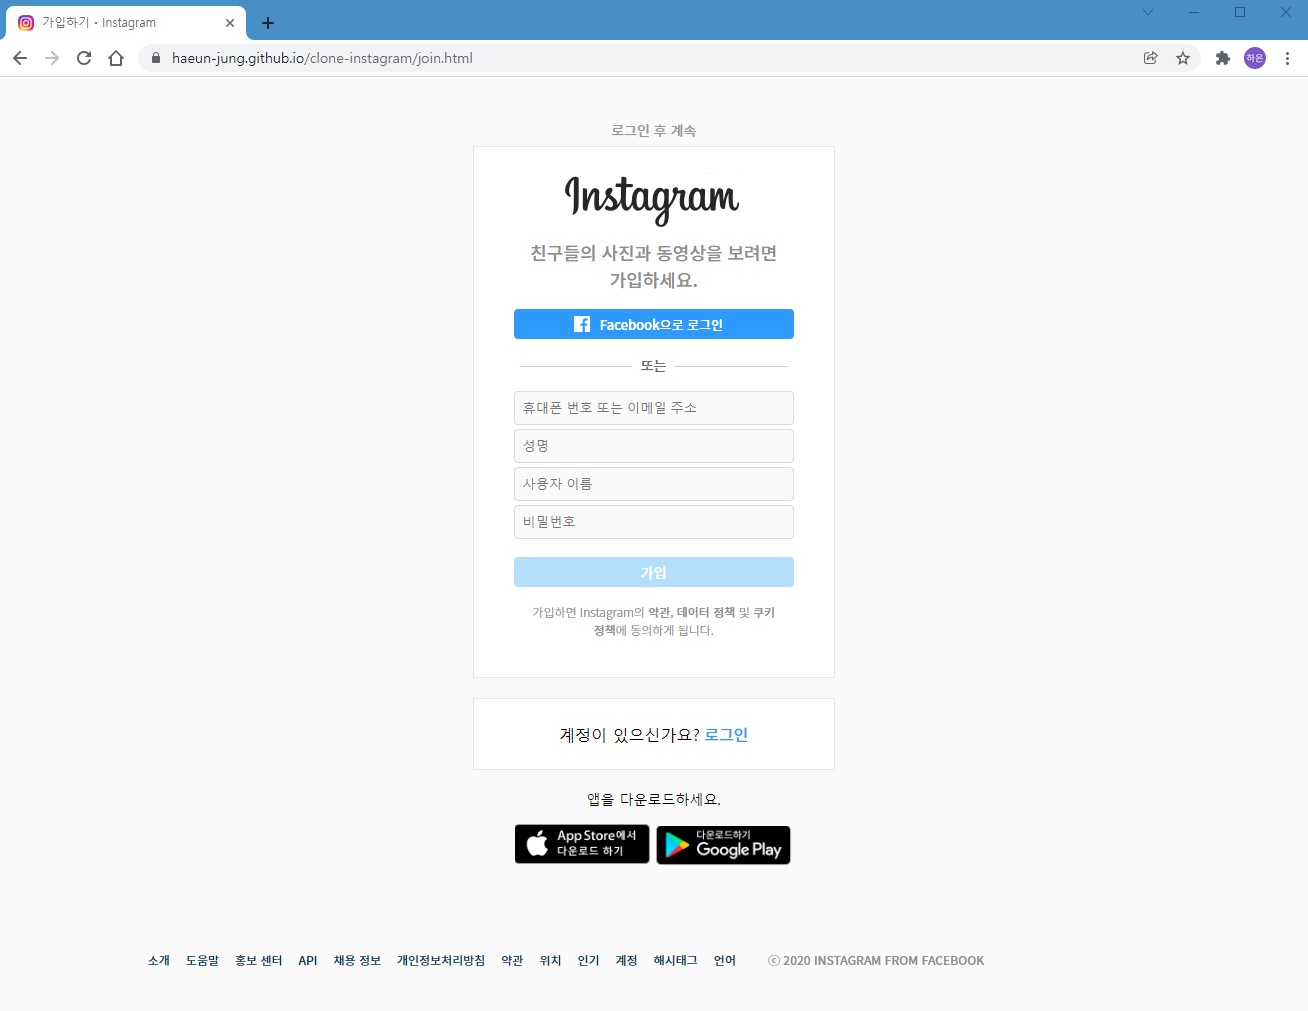 가입하기 • Instagram
haeun-jung.github.io/clone-instagram/join.html
하은
로그인 후 계속
Instagram
친구들의 사진과 동영상을 보려면
가입하세요.
Facebook으로 로그인
또는
휴대폰 번호 또는 이메일 주소
성명
사용자 이름
비밀번호
가입
가입하면 Instagram의 약관, 데이터 정책 및 쿠키
정책에 동의하게 됩니다.
계정이 있으신가요? 로그인
앱을 다운로드하세요.
App Store에서
다운로드 하기
다운로드하기
Google Play
소개 도움말 홍보 센터 API 채용 정보 개인정보처리방침 약관 위치 인기 계정 해시태그 언어 ⓒ 2020 INSTAGRAM FROM FACEBOOK